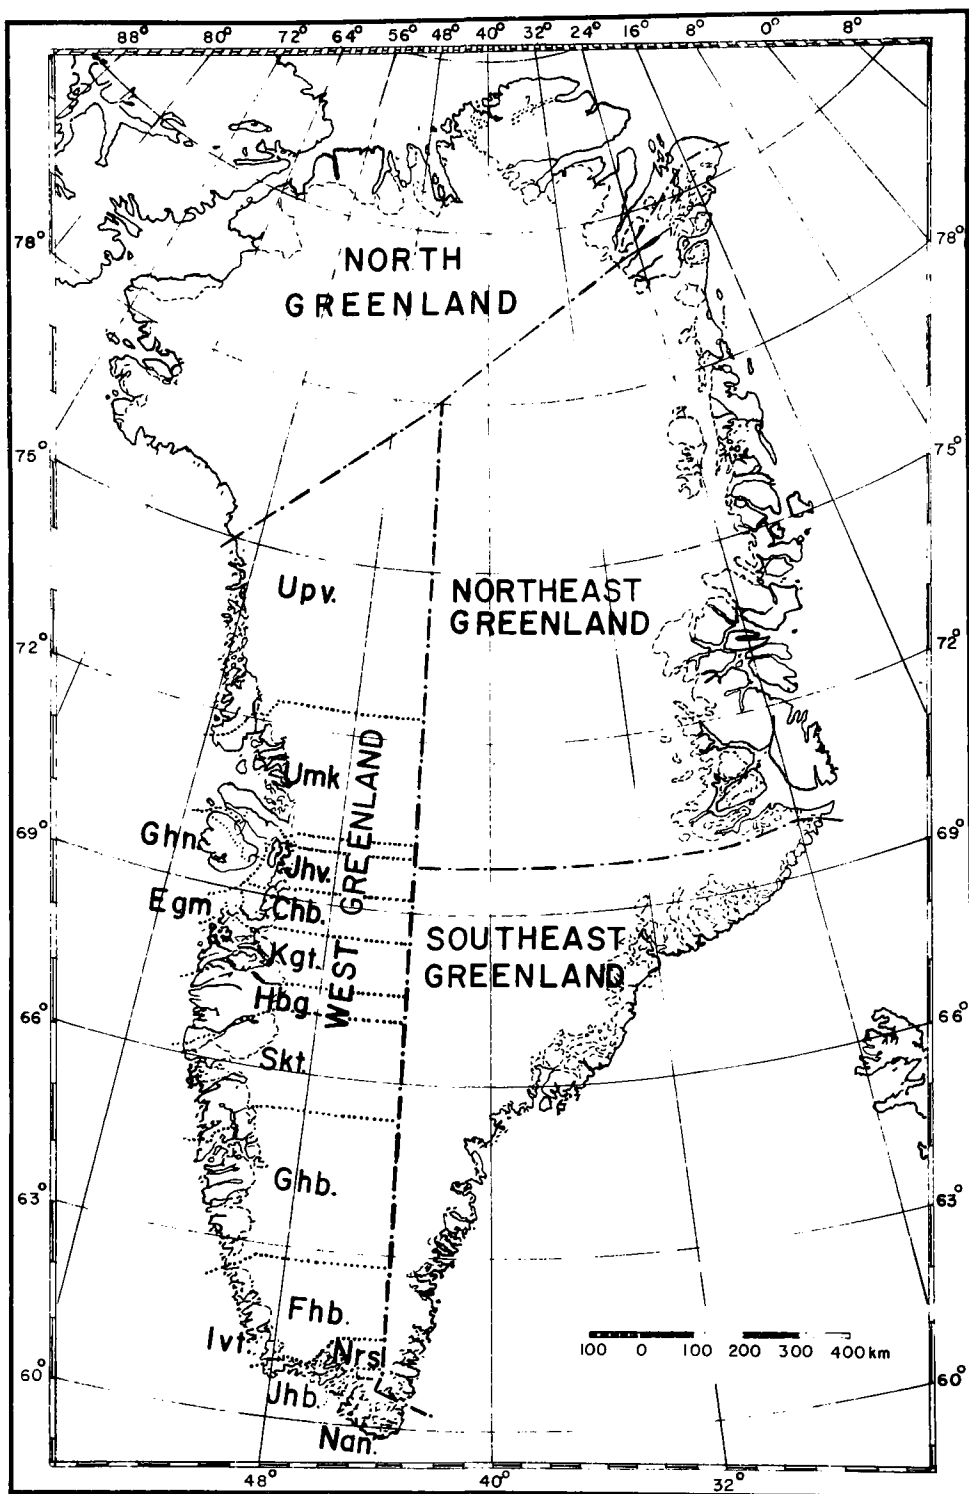 88° 80° 72° 64° 56° 48° 40° 32° 24° 16° 8° 0° 8°
78° 78°
NORTH
GREENLAND
75° 75°
Upv.
NORTHEAST
GREENLAND
72° 72°
Umk
WEST GREENLAND
69° 69°
Ghn
Jhv.
Egm
Chb.
SOUTHEAST
GREENLAND
Kgt.
Hbg
66° 66°
Skt.
Ghb.
63° 63°
Fhb.
Ivt.
Nrsl
100 0 100 200 300 400 km
60° 60°
Jhb.
Nan.
48° 40° 32°